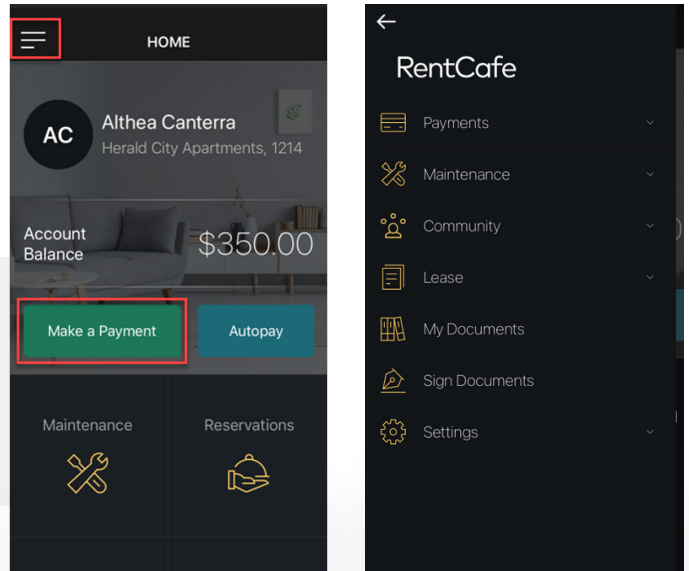 HOME
AC
Althea Canterra
Herald City Apartments, 1214
Account
Balance
$350.00
Make a Payment
Autopay
Maintenance
Reservations
RentCafe
Payments
Maintenance
Community
Lease
My Documents
Sign Documents
Settings